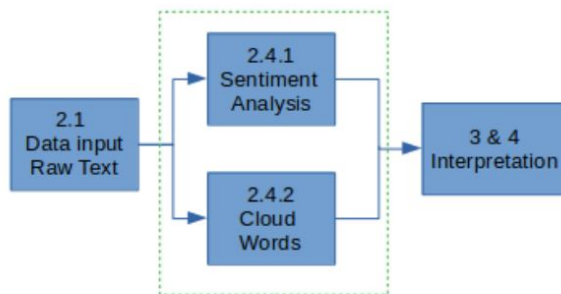 2.1
Data input
Raw Text
2.4.1
Sentiment
Analysis
2.4.2
Cloud
Words
3 & 4
Interpretation